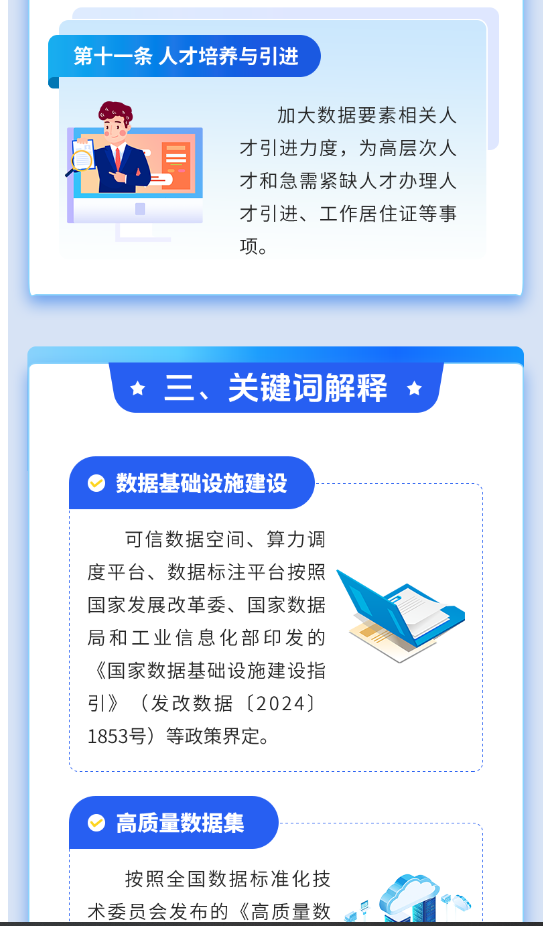 第十一条 人才培养与引进
加大数据要素相关人
才引进力度，为高层次人
才和急需紧缺人才办理人
才引进、工作居住证等事
项。
三、关键词解释
数据基础设施建设
可信数据空间、算力调
度平台、数据标注平台按照
国家发展改革委、国家数据
局和工业信息化部印发的
《国家数据基础设施建设指
引》（发改数据〔2024〕
1853号）等政策界定。
高质量数据集
按照全国数据标准化技
术委员会发布的《高质量数